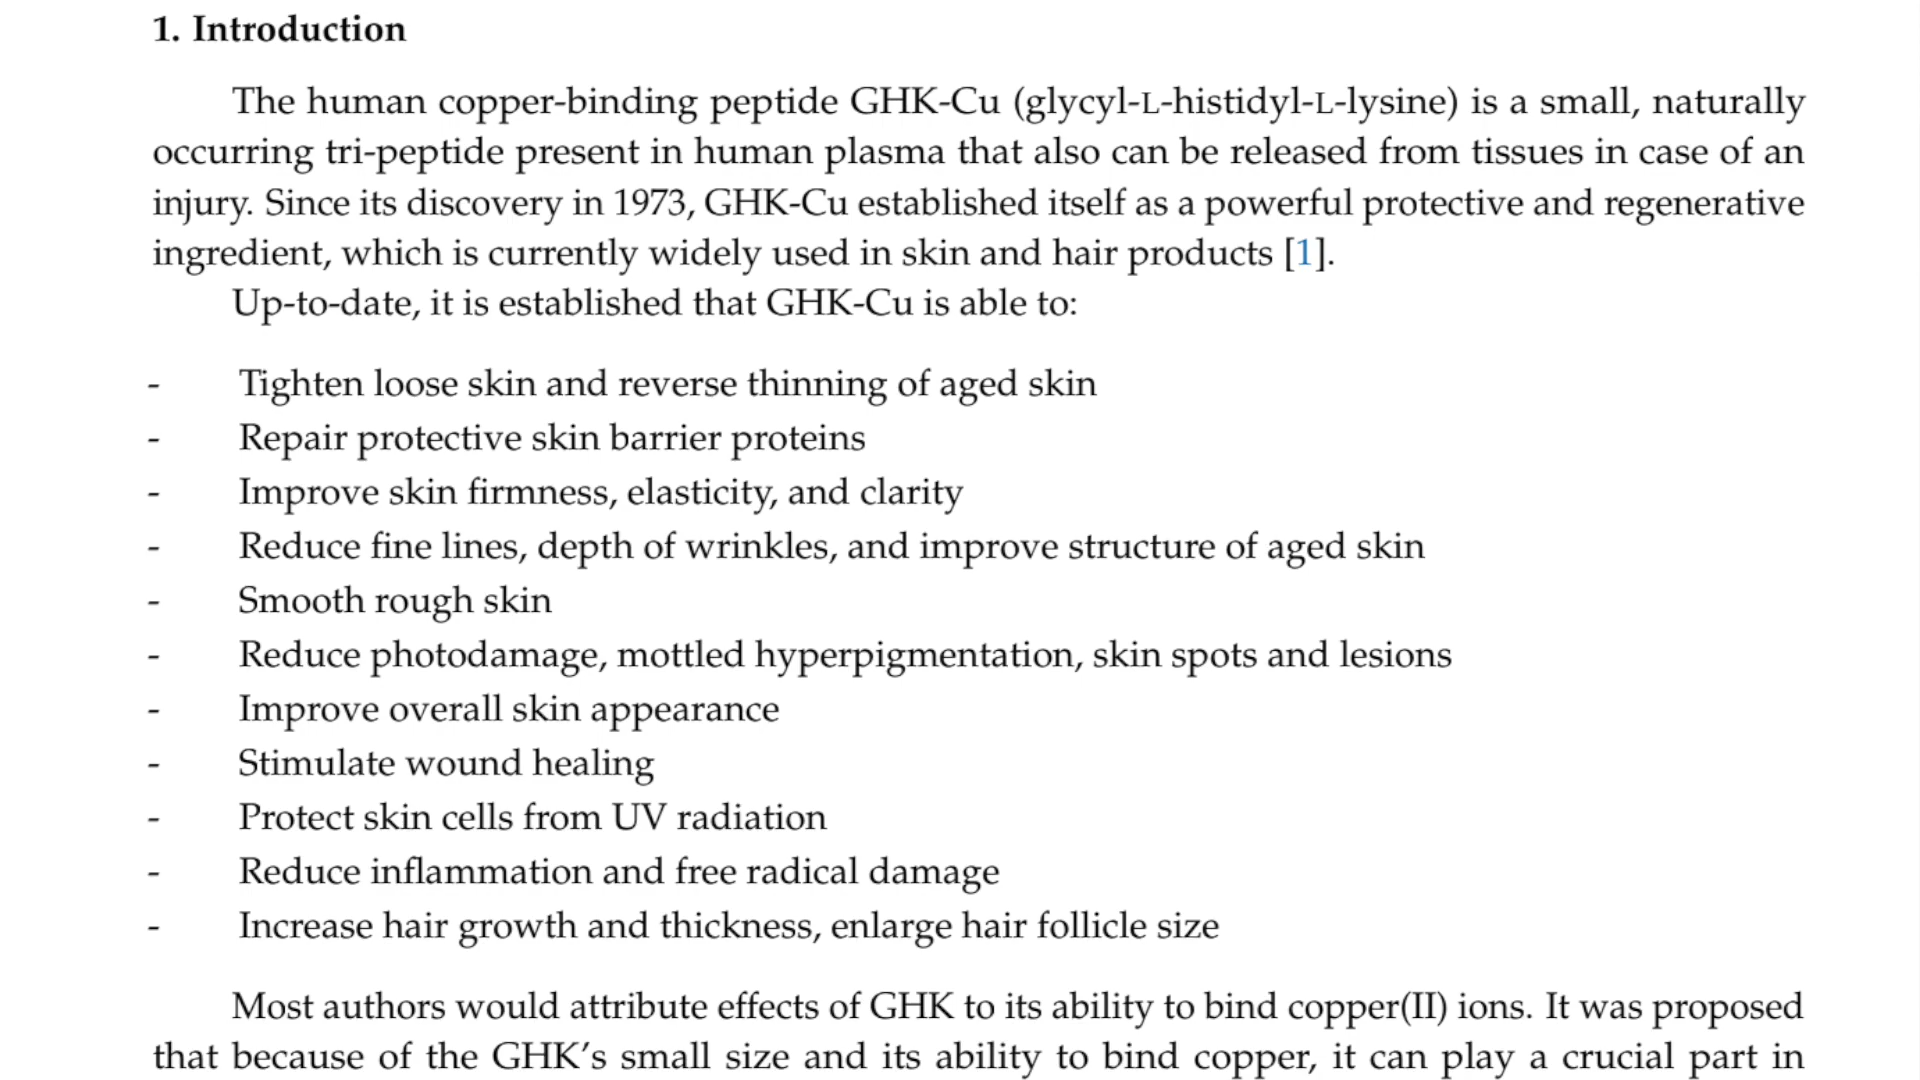 1. Introduction
The human copper-binding peptide GHK-Cu (glycyl-L-histidyl-L-lysine) is a small, naturally
occurring tri-peptide present in human plasma that also can be released from tissues in case of an
injury. Since its discovery in 1973, GHK-Cu established itself as a powerful protective and regenerative
ingredient, which is currently widely used in skin and hair products [1].
Up-to-date, it is established that GHK-Cu is able to:
- Tighten loose skin and reverse thinning of aged skin
- Repair protective skin barrier proteins
- Improve skin firmness, elasticity, and clarity
- Reduce fine lines, depth of wrinkles, and improve structure of aged skin
- Smooth rough skin
- Reduce photodamage, mottled hyperpigmentation, skin spots and lesions
- Improve overall skin appearance
- Stimulate wound healing
- Protect skin cells from UV radiation
- Reduce inflammation and free radical damage
- Increase hair growth and thickness, enlarge hair follicle size
Most authors would attribute effects of GHK to its ability to bind copper(II) ions. It was proposed
that because of the GHK’s small size and its ability to bind copper, it can play a crucial part in